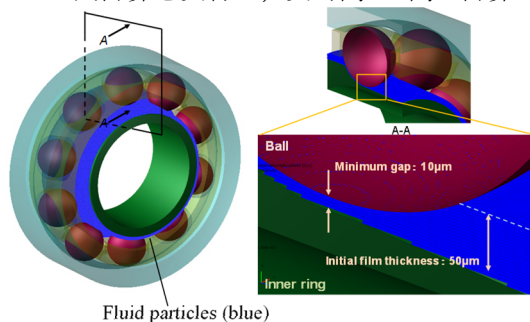 A
A
A-A
Ball
Minimum gap : 10μm
Initial film thickness : 50μm
Inner ring
Fluid particles (blue)